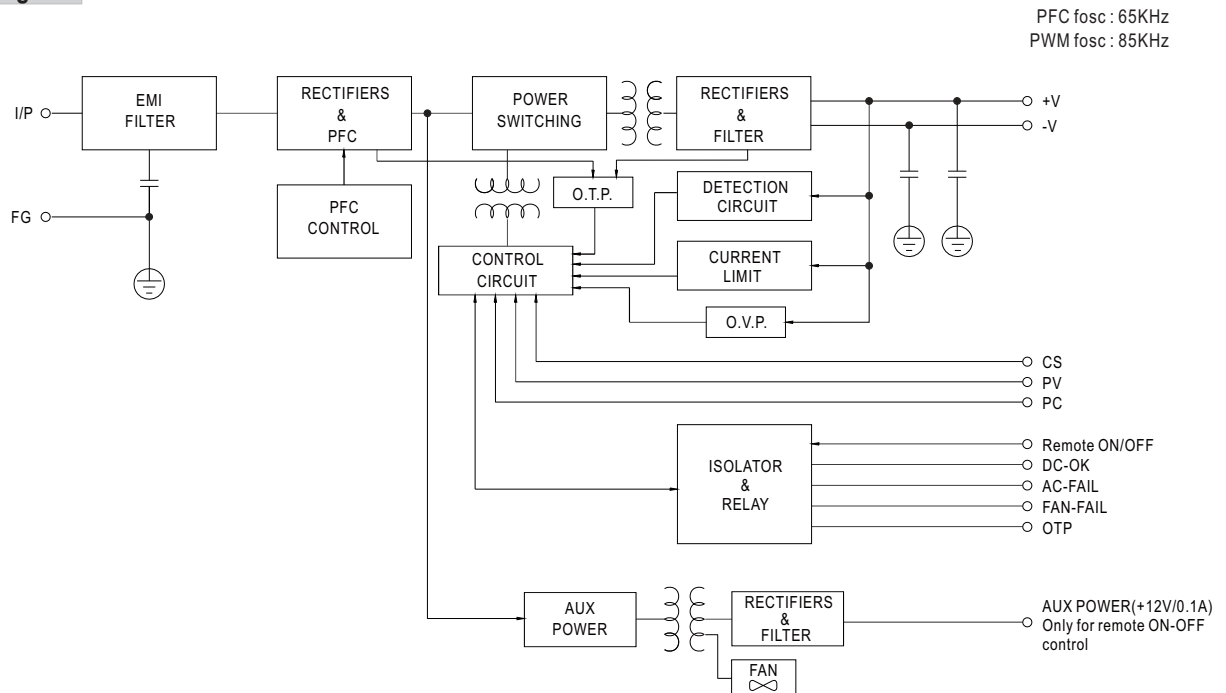 PFC fosc : 65KHz
PWM fosc : 85KHz
I/P
EMI
FILTER
RECTIFIERS
&
PFC
POWER
SWITCHING
RECTIFIERS
&
FILTER
+V
-V
FG
PFC
CONTROL
O.T.P.
DETECTION
CIRCUIT
CONTROL
CIRCUIT
CURRENT
LIMIT
O.V.P.
CS
PV
PC
ISOLATOR
&
RELAY
Remote ON/OFF
DC-OK
AC-FAIL
FAN-FAIL
OTP
AUX
POWER
RECTIFIERS
&
FILTER
AUX POWER(+12V/0.1A)
Only for remote ON-OFF
control
FAN